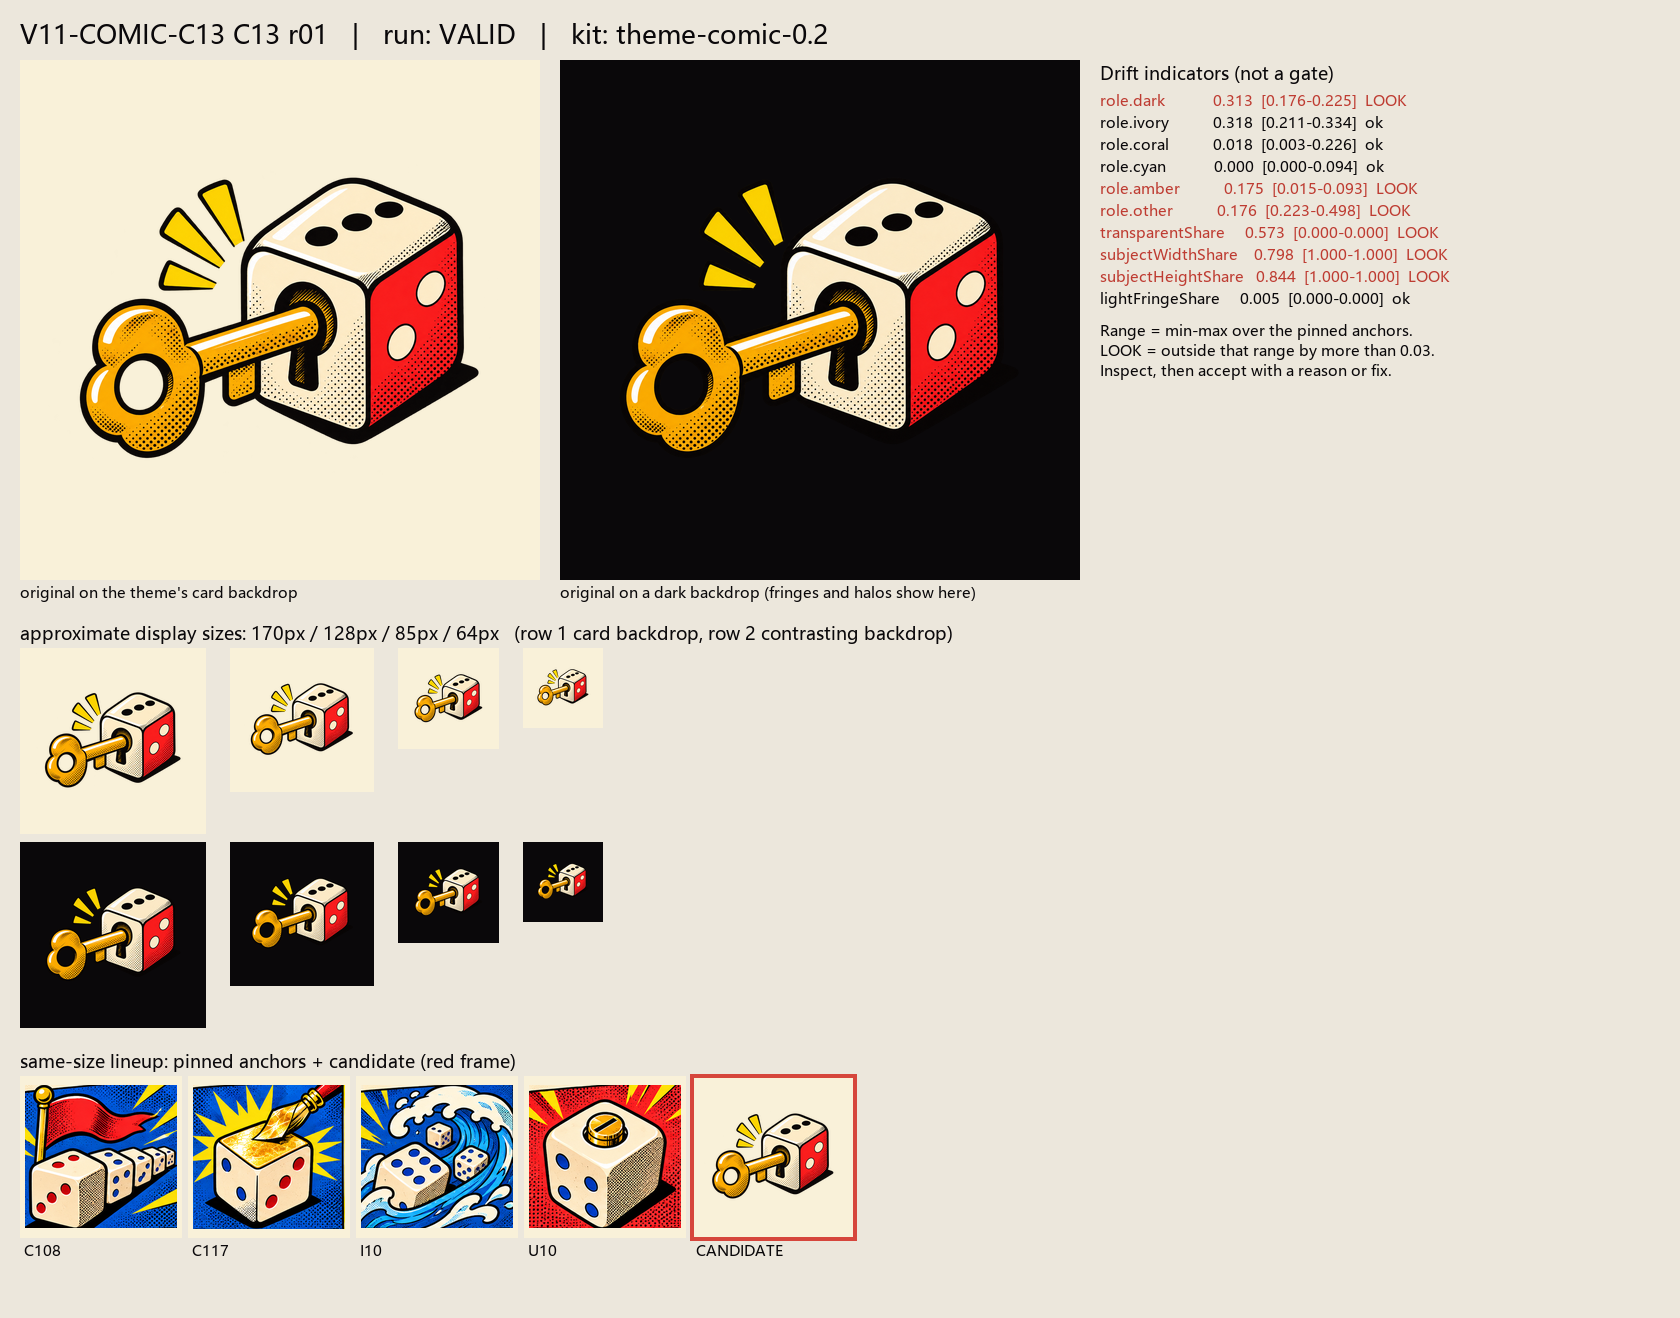 V11-COMIC-C13 C13 r01 | run: VALID | kit: theme-comic-0.2
Drift indicators (not a gate)
role.dark 0.313 [0.176-0.225] LOOK
role.ivory 0.318 [0.211-0.334] ok
role.coral 0.018 [0.003-0.226] ok
role.cyan 0.000 [0.000-0.094] ok
role.amber 0.175 [0.015-0.093] LOOK
role.other 0.176 [0.223-0.498] LOOK
transparentShare 0.573 [0.000-0.000] LOOK
subjectWidthShare 0.798 [1.000-1.000] LOOK
subjectHeightShare 0.844 [1.000-1.000] LOOK
lightFringeShare 0.005 [0.000-0.000] ok
Range = min-max over the pinned anchors.
LOOK = outside that range by more than 0.03.
Inspect, then accept with a reason or fix.
original on the theme's card backdrop
original on a dark backdrop (fringes and halos show here)
approximate display sizes: 170px / 128px / 85px / 64px (row 1 card backdrop, row 2 contrasting backdrop)
same-size lineup: pinned anchors + candidate (red frame)
C108
C117
I10
U10
CANDIDATE